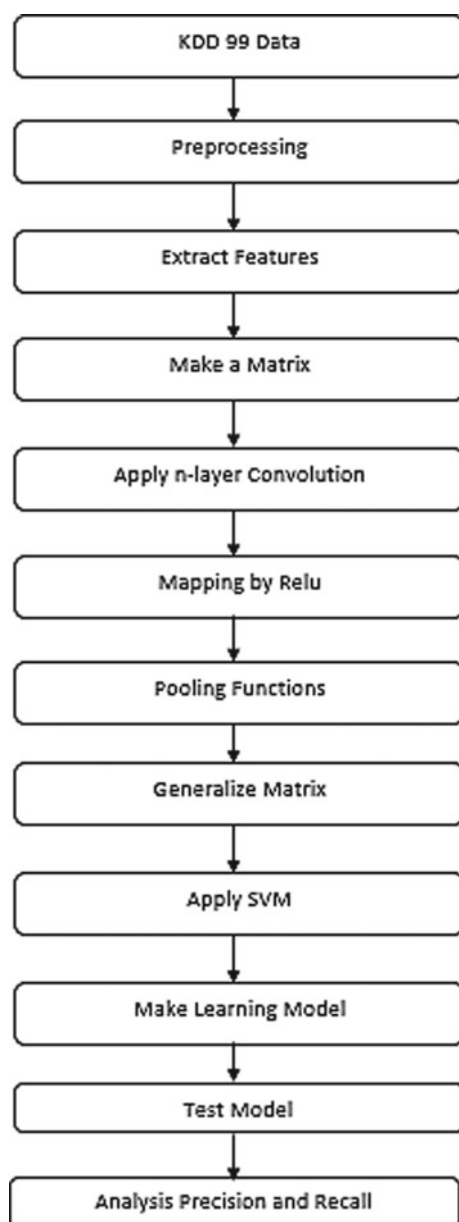 KDD 99 Data
Preprocessing
Extract Features
Make a Matrix
Apply n-layer Convolution
Mapping by Relu
Pooling Functions
Generalize Matrix
Apply SVM
Make Learning Model
Test Model
Analysis Precision and Recall